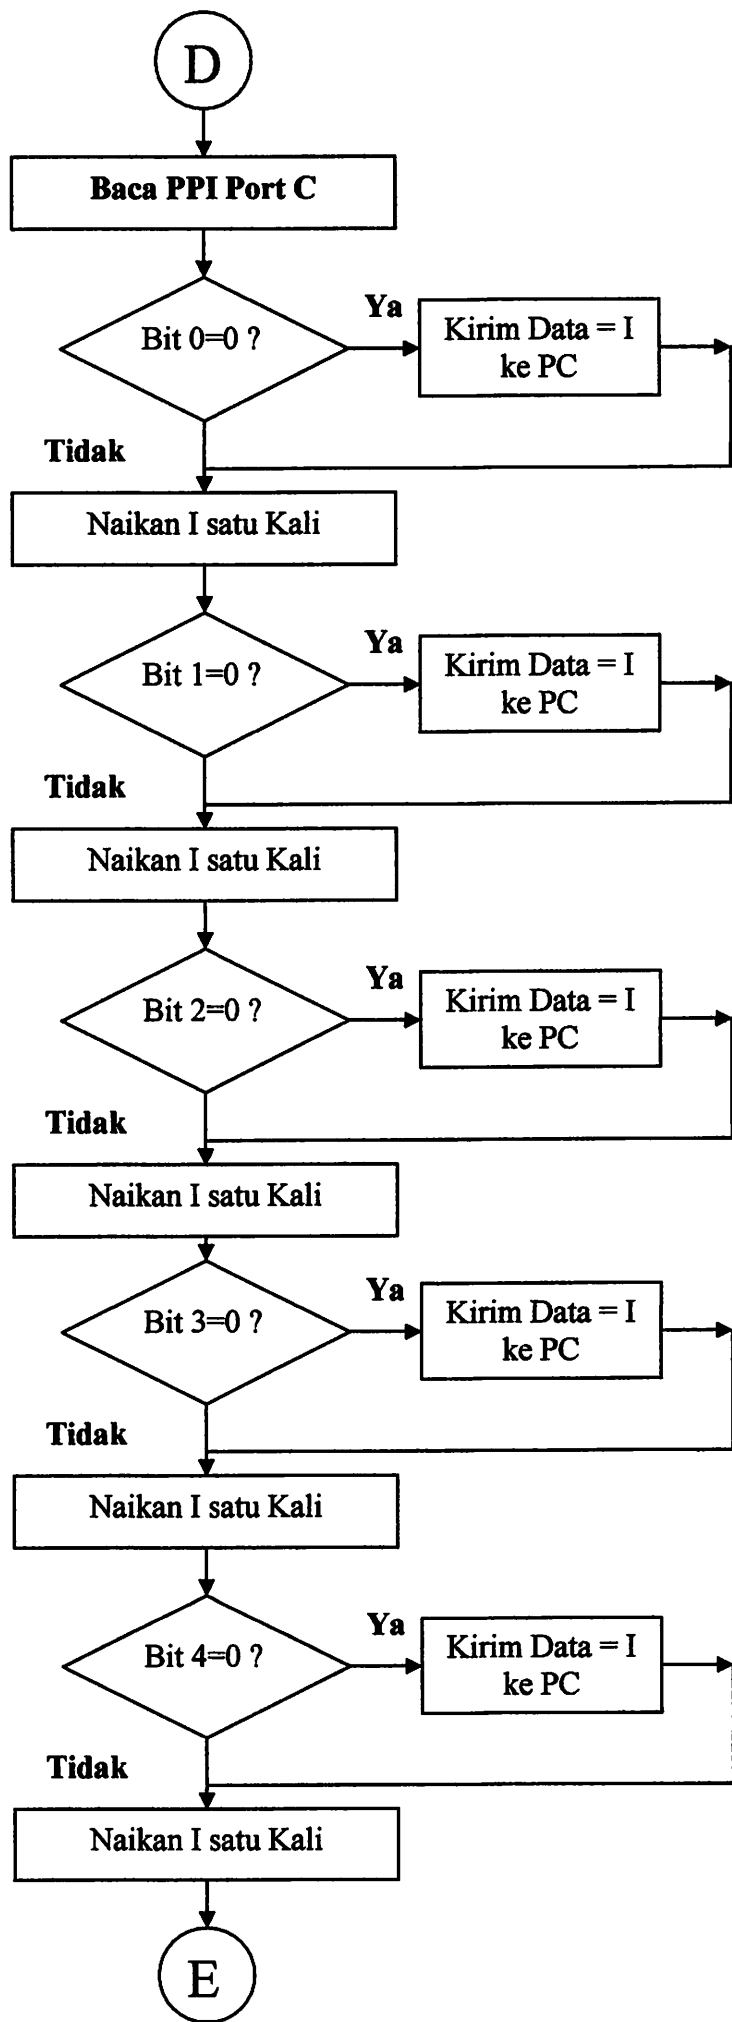 D
Baca PPI Port C
Bit 0=0 ?
Ya
Kirim Data = I
ke PC
Tidak
Naikan I satu Kali
Bit 1=0 ?
Ya
Kirim Data = I
ke PC
Tidak
Naikan I satu Kali
Bit 2=0 ?
Ya
Kirim Data = I
ke PC
Tidak
Naikan I satu Kali
Bit 3=0 ?
Ya
Kirim Data = I
ke PC
Tidak
Naikan I satu Kali
Bit 4=0 ?
Ya
Kirim Data = I
ke PC
Tidak
Naikan I satu Kali
E